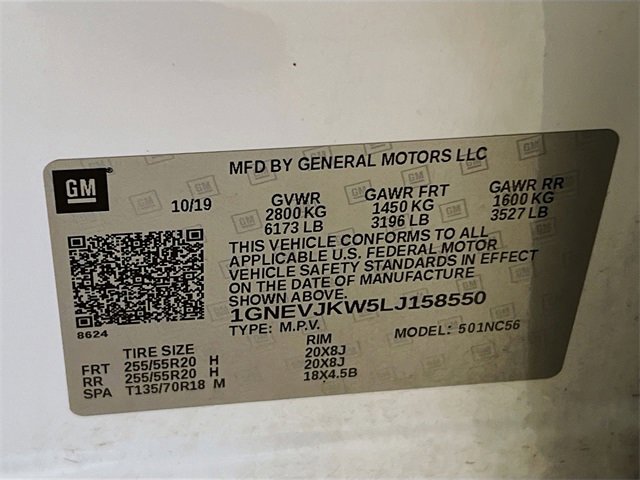 MFD BY GENERAL MOTORS LLC
GM
10/19
GVWR GAWR FRT GAWR RR
2800 KG 1450 KG 1600 KG
6173 LB 3196 LB 3527 LB
THIS VEHICLE CONFORMS TO ALL
APPLICABLE U.S. FEDERAL MOTOR
VEHICLE SAFETY STANDARDS IN EFFECT
ON THE DATE OF MANUFACTURE
SHOWN ABOVE.
1GNEVJKW5LJ158550
8624
TYPE: M.P.V. MODEL: 501NC56
TIRE SIZE RIM
FRT 255/55R20 H 20X8J
RR 255/55R20 H 20X8J
SPA T135/70R18 M 18X4.5B